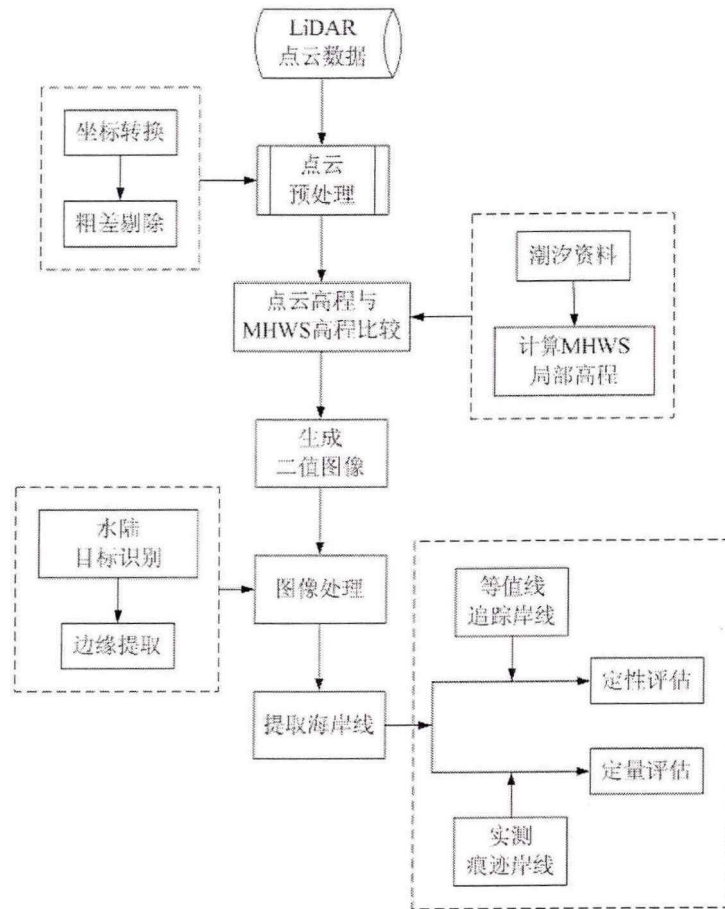 LiDAR
点云数据
坐标转换
粗差剔除
点云
预处理
潮汐资料
点云高程与
MHWS高程比较
计算MHWS
局部高程
生成
二值图像
水陆
目标识别
边缘提取
图像处理
等值线
追踪岸线
定性评估
提取海岸线
定量评估
实测
痕迹岸线